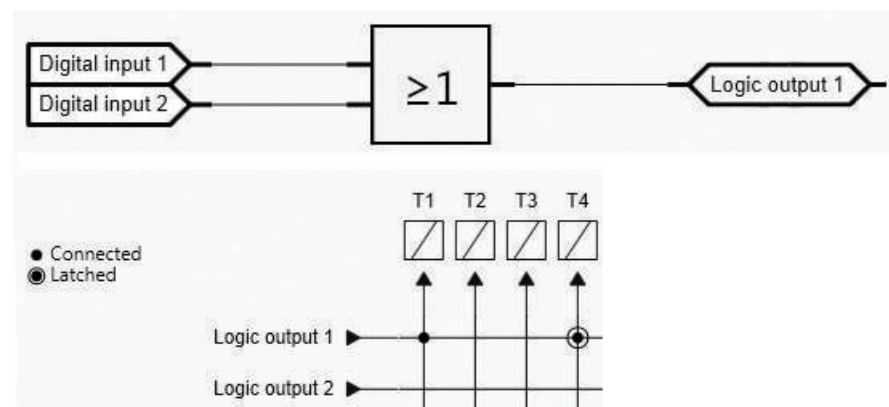 Digital input 1
Digital input 2
≥1
Logic output 1
T1 T2 T3 T4
Connected
Latched
Logic output 1
Logic output 2